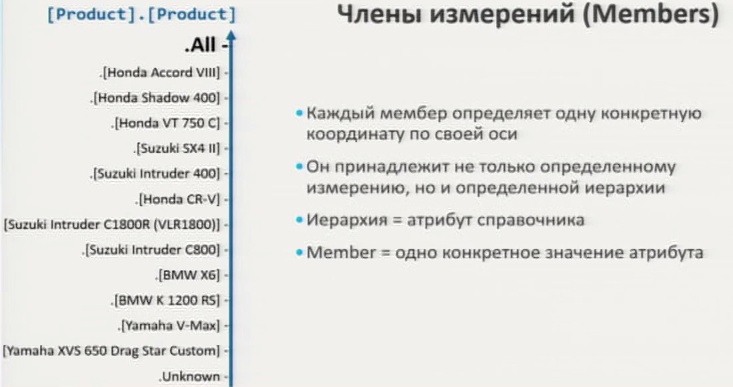 [Product].[Product]
Члены измерений (Members)
.All -
.[Honda Accord VIII] -
.[Honda Shadow 400] -
.[Honda VT 750 C] -
.[Suzuki SX4 II] -
.[Suzuki Intruder 400] -
.[Honda CR-V] -
[Suzuki Intruder C1800R (VLR1800)] -
.[Suzuki Intruder C800] -
.[BMW X6] -
.[BMW K 1200 RS] -
.[Yamaha V-Max] -
[Yamaha XVS 650 Drag Star Custom] -
.Unknown -
• Каждый мембер определяет одну конкретную
координату по своей оси
• Он принадлежит не только определенному
измерению, но и определенной иерархии
• Иерархия = атрибут справочника
• Member = одно конкретное значение атрибута